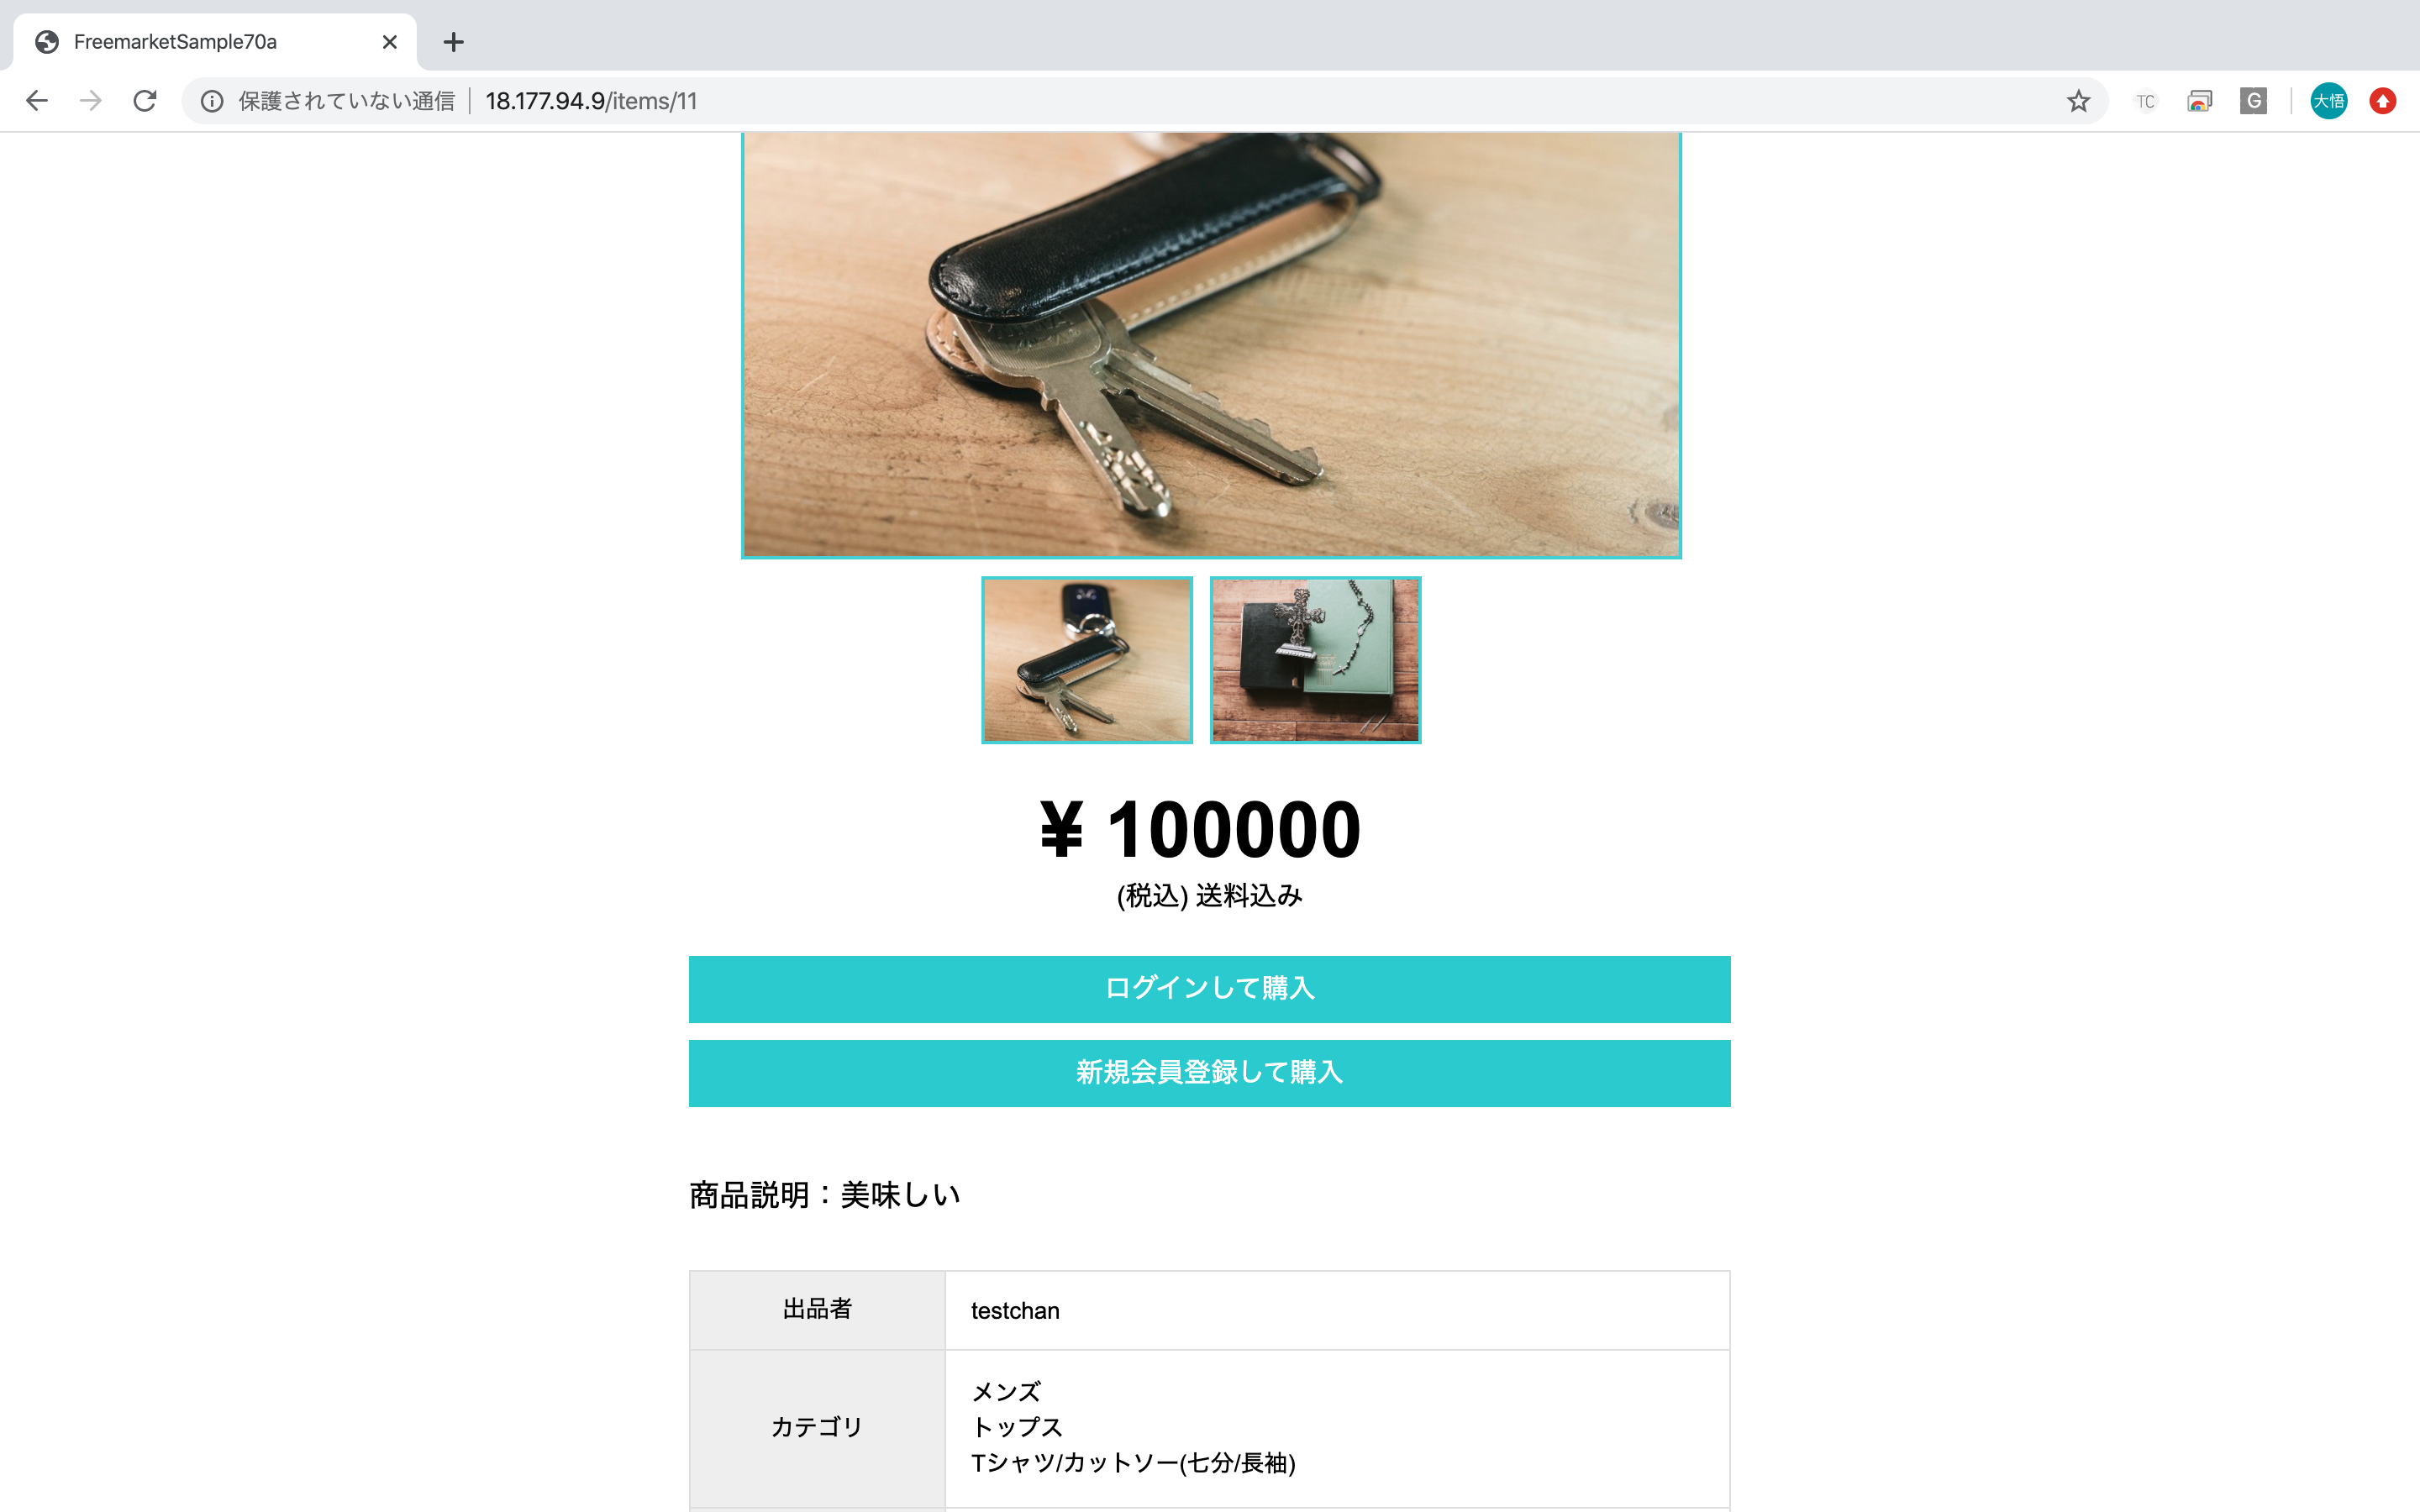 FreemarketSample70a
保護されていない通信 18.177.94.9/items/11
TC
G
大悟
¥ 100000
(税込) 送料込み
ログインして購入
新規会員登録して購入
商品説明：美味しい
出品者 testchan
カテゴリ
メンズ
トップス
Tシャツ/カットソー(七分/長袖)